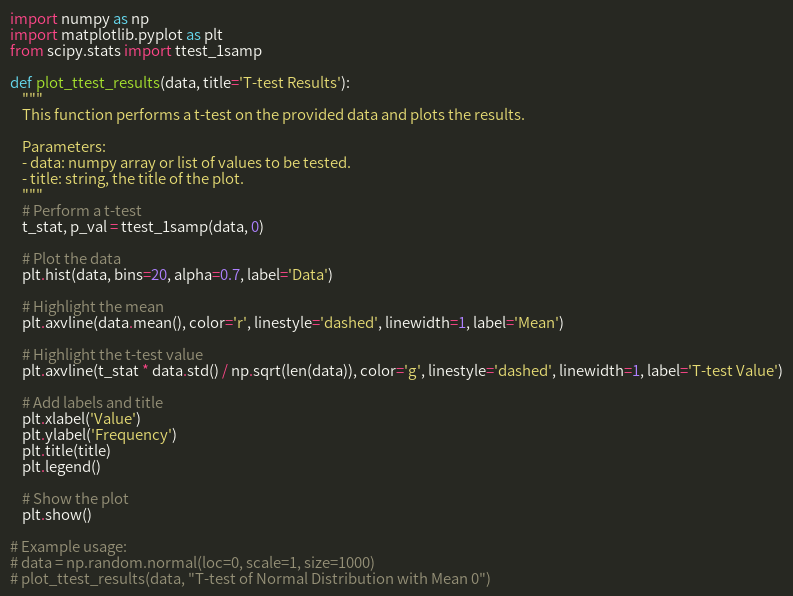 import numpy as np
import matplotlib.pyplot as plt
from scipy.stats import ttest_1samp

def plot_ttest_results(data, title='T-test Results'):
    """
    This function performs a t-test on the provided data and plots the results.

    Parameters:
    - data: numpy array or list of values to be tested.
    - title: string, the title of the plot.
    """
    # Perform a t-test
    t_stat, p_val = ttest_1samp(data, 0)

    # Plot the data
    plt.hist(data, bins=20, alpha=0.7, label='Data')

    # Highlight the mean
    plt.axvline(data.mean(), color='r', linestyle='dashed', linewidth=1, label='Mean')

    # Highlight the t-test value
    plt.axvline(t_stat * data.std() / np.sqrt(len(data)), color='g', linestyle='dashed', linewidth=1, label='T-test Value')

    # Add labels and title
    plt.xlabel('Value')
    plt.ylabel('Frequency')
    plt.title(title)
    plt.legend()

    # Show the plot
    plt.show()

# Example usage:
# data = np.random.normal(loc=0, scale=1, size=1000)
# plot_ttest_results(data, "T-test of Normal Distribution with Mean 0")